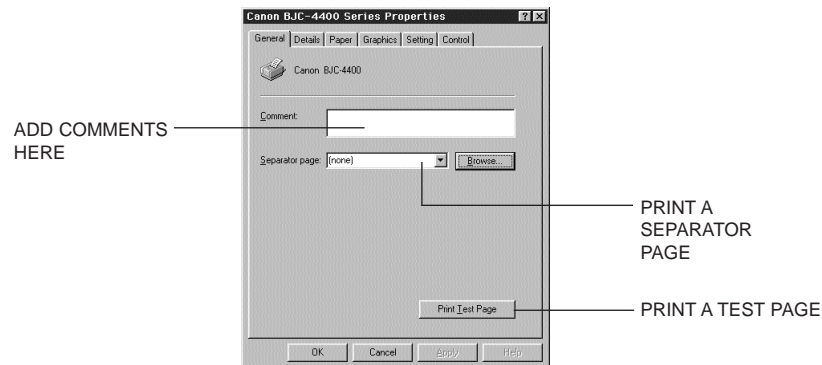 Canon BJC-4400 Series Properties
General Details Paper Graphics Setting Control
Canon BJC-4400
Comment:
ADD COMMENTS
HERE
Separator page: (none) Browse...
PRINT A
SEPARATOR
PAGE
Print Test Page
PRINT A TEST PAGE
OK Cancel Apply Help